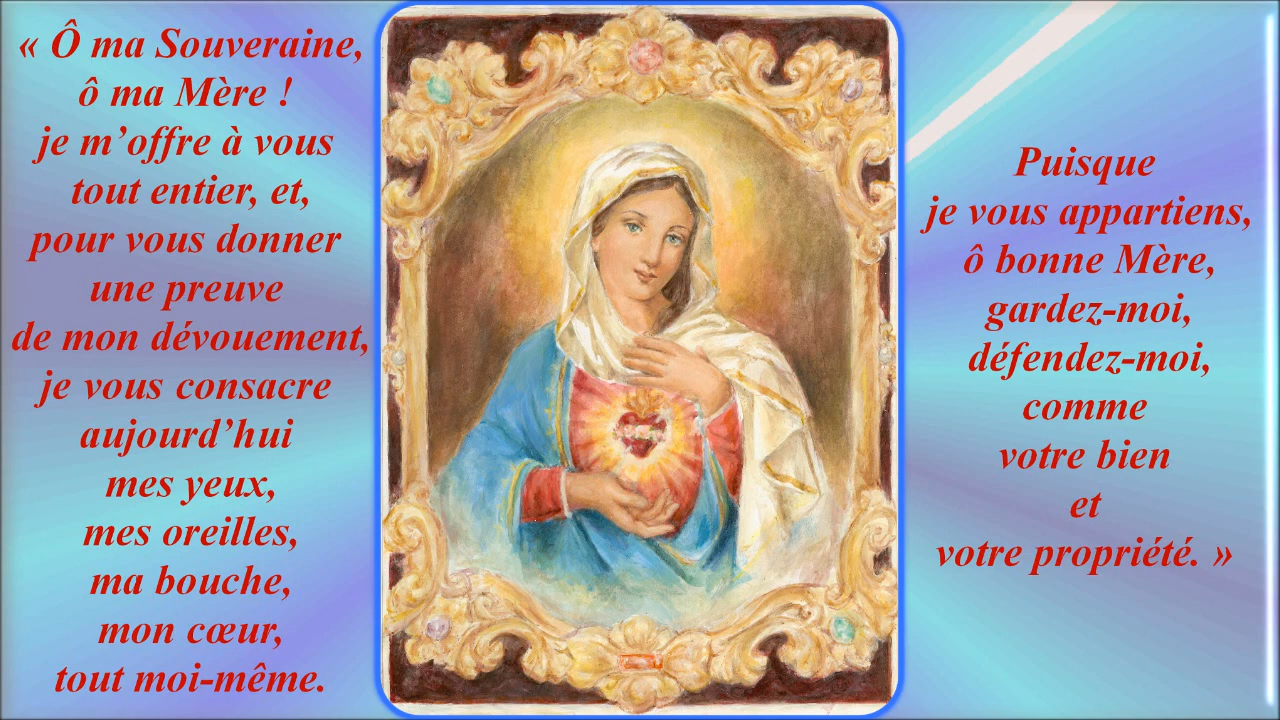 « Ô ma Souveraine,
ô ma Mère !
je m’offre à vous
tout entier, et,
pour vous donner
une preuve
de mon dévouement,
je vous consacre
aujourd’hui
mes yeux,
mes oreilles,
ma bouche,
mon cœur,
tout moi-même.
Puisque
je vous appartiens,
ô bonne Mère,
gardez-moi,
défendez-moi,
comme
votre bien
et
votre propriété. »